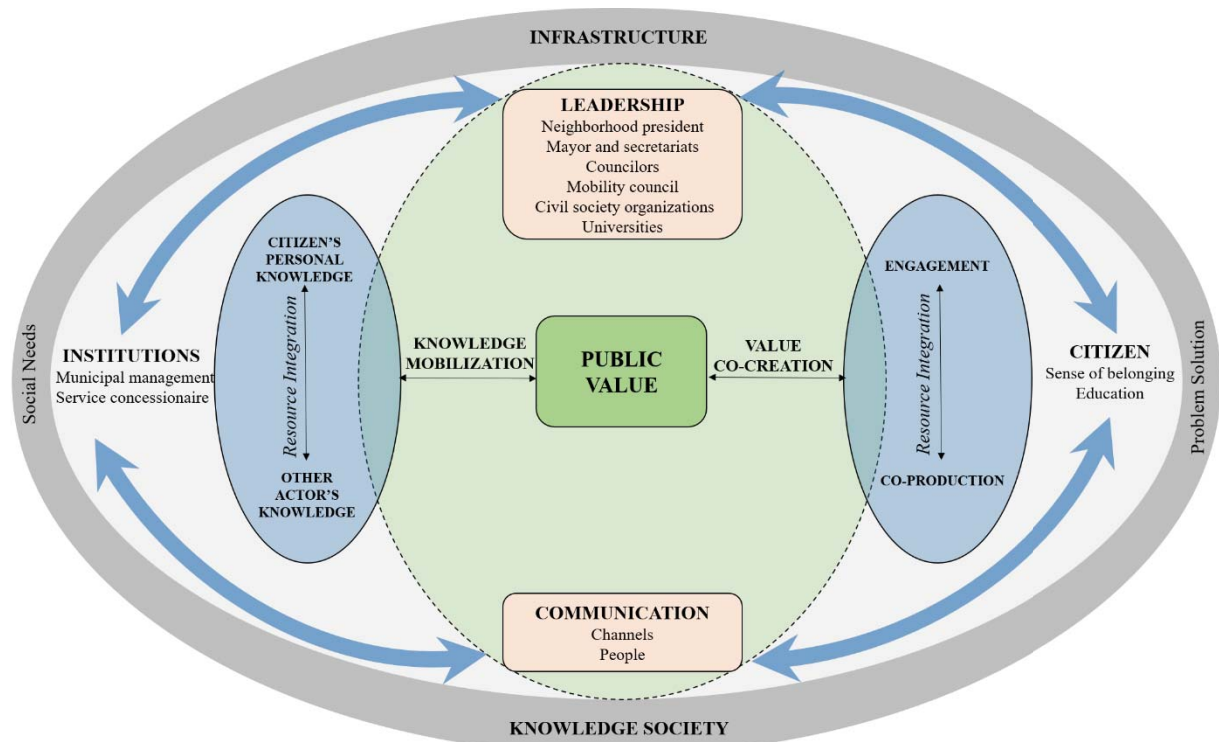 INFRASTRUCTURE
LEADERSHIP
Neighborhood president
Mayor and secretariats
Councilors
Mobility council
Civil society organizations
Universities
Social Needs
INSTITUTIONS
Municipal management
Service concessionaire
CITIZEN'S
PERSONAL
KNOWLEDGE
Resource Integration
OTHER
ACTOR'S
KNOWLEDGE
KNOWLEDGE
MOBILIZATION
PUBLIC
VALUE
VALUE
CO-CREATION
ENGAGEMENT
Resource Integration
CO-PRODUCTION
CITIZEN
Sense of belonging
Education
Problem Solution
COMMUNICATION
Channels
People
KNOWLEDGE SOCIETY